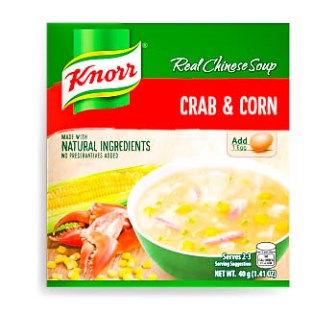 Knorr
Real Chinese Soup
CRAB & CORN
MADE WITH
NATURAL INGREDIENTS
NO PRESERVATIVES ADDED
Add
1 EGG
Serves 2-3
Serving Suggestion
NET WT. 40g (1.41 OZ)